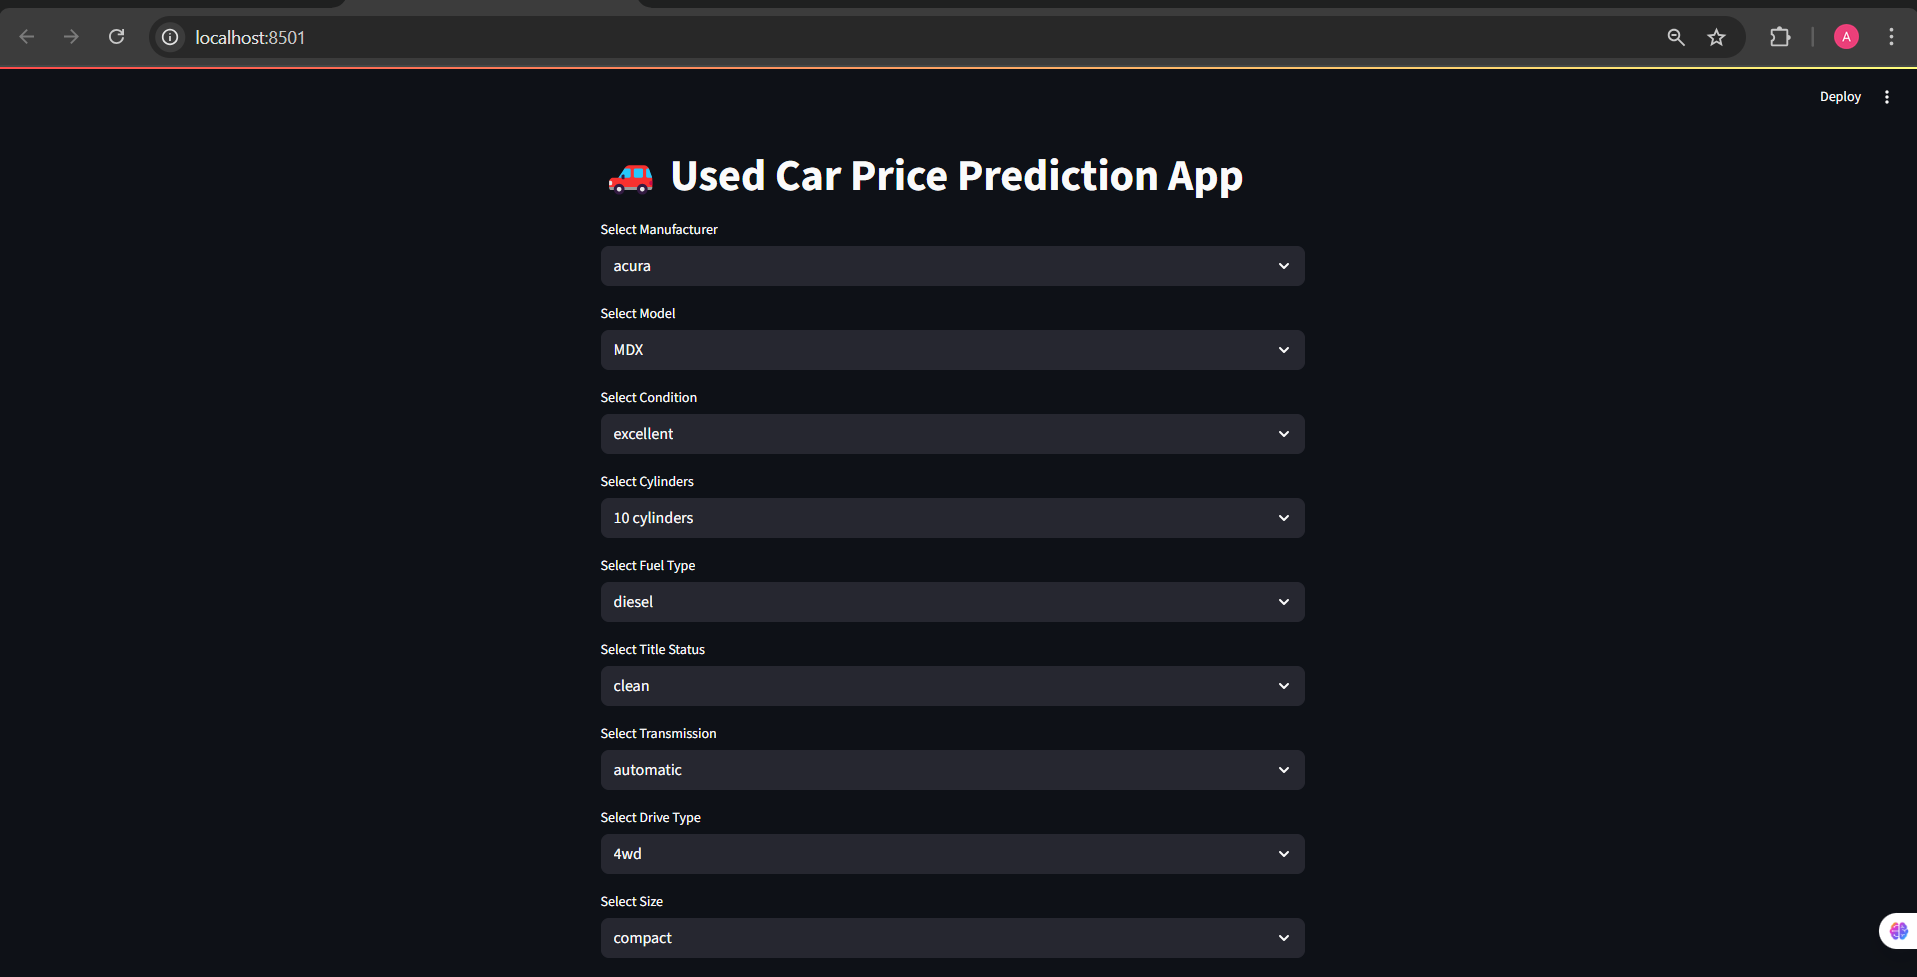 localhost:8501
A
Deploy
Used Car Price Prediction App
Select Manufacturer
acura
Select Model
MDX
Select Condition
excellent
Select Cylinders
10 cylinders
Select Fuel Type
diesel
Select Title Status
clean
Select Transmission
automatic
Select Drive Type
4wd
Select Size
compact